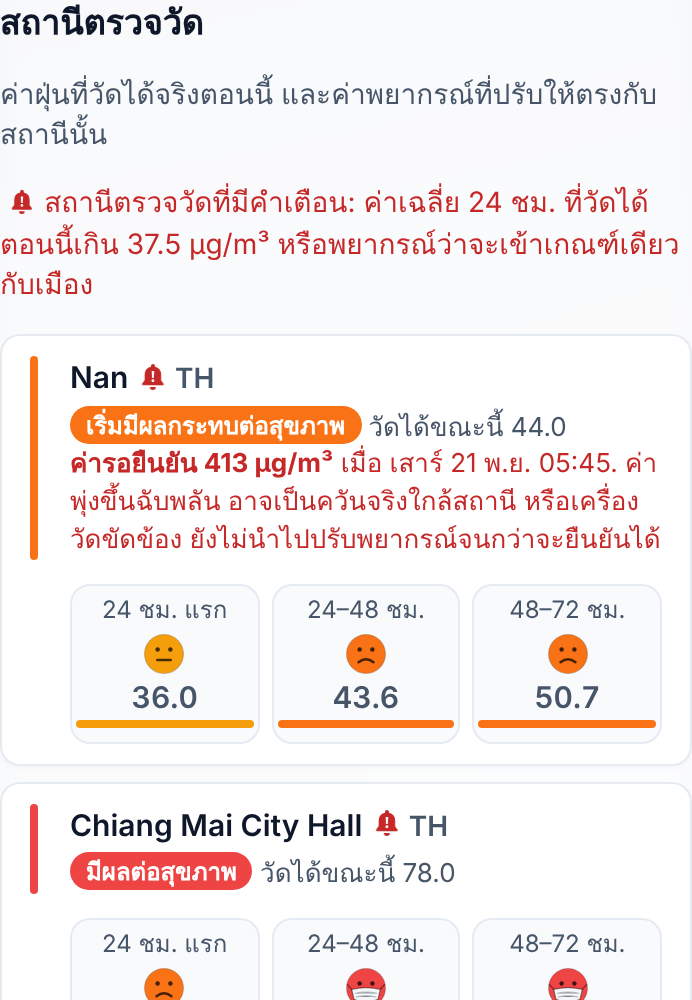 สถานีตรวจวัด
ค่าฝุ่นที่วัดได้จริงตอนนี้ และค่าพยากรณ์ที่ปรับให้ตรงกับ
สถานีนั้น
สถานีตรวจวัดที่มีคำเตือน: ค่าเฉลี่ย 24 ชม. ที่วัดได้
ตอนนี้เกิน 37.5 µg/m³ หรือพยากรณ์ว่าจะเข้าเกณฑ์เดียว
กับเมือง
Nan TH
เริ่มมีผลกระทบต่อสุขภาพ วัดได้ขณะนี้ 44.0
ค่ารอยืนยัน 413 µg/m³ เมื่อ เสาร์ 21 พ.ย. 05:45. ค่า
พุ่งขึ้นฉับพลัน อาจเป็นควันจริงใกล้สถานี หรือเครื่อง
วัดขัดข้อง ยังไม่นำไปปรับพยากรณ์จนกว่าจะยืนยันได้
24 ชม. แรก 24–48 ชม. 48–72 ชม.
36.0 43.6 50.7
Chiang Mai City Hall TH
มีผลต่อสุขภาพ วัดได้ขณะนี้ 78.0
24 ชม. แรก 24–48 ชม. 48–72 ชม.